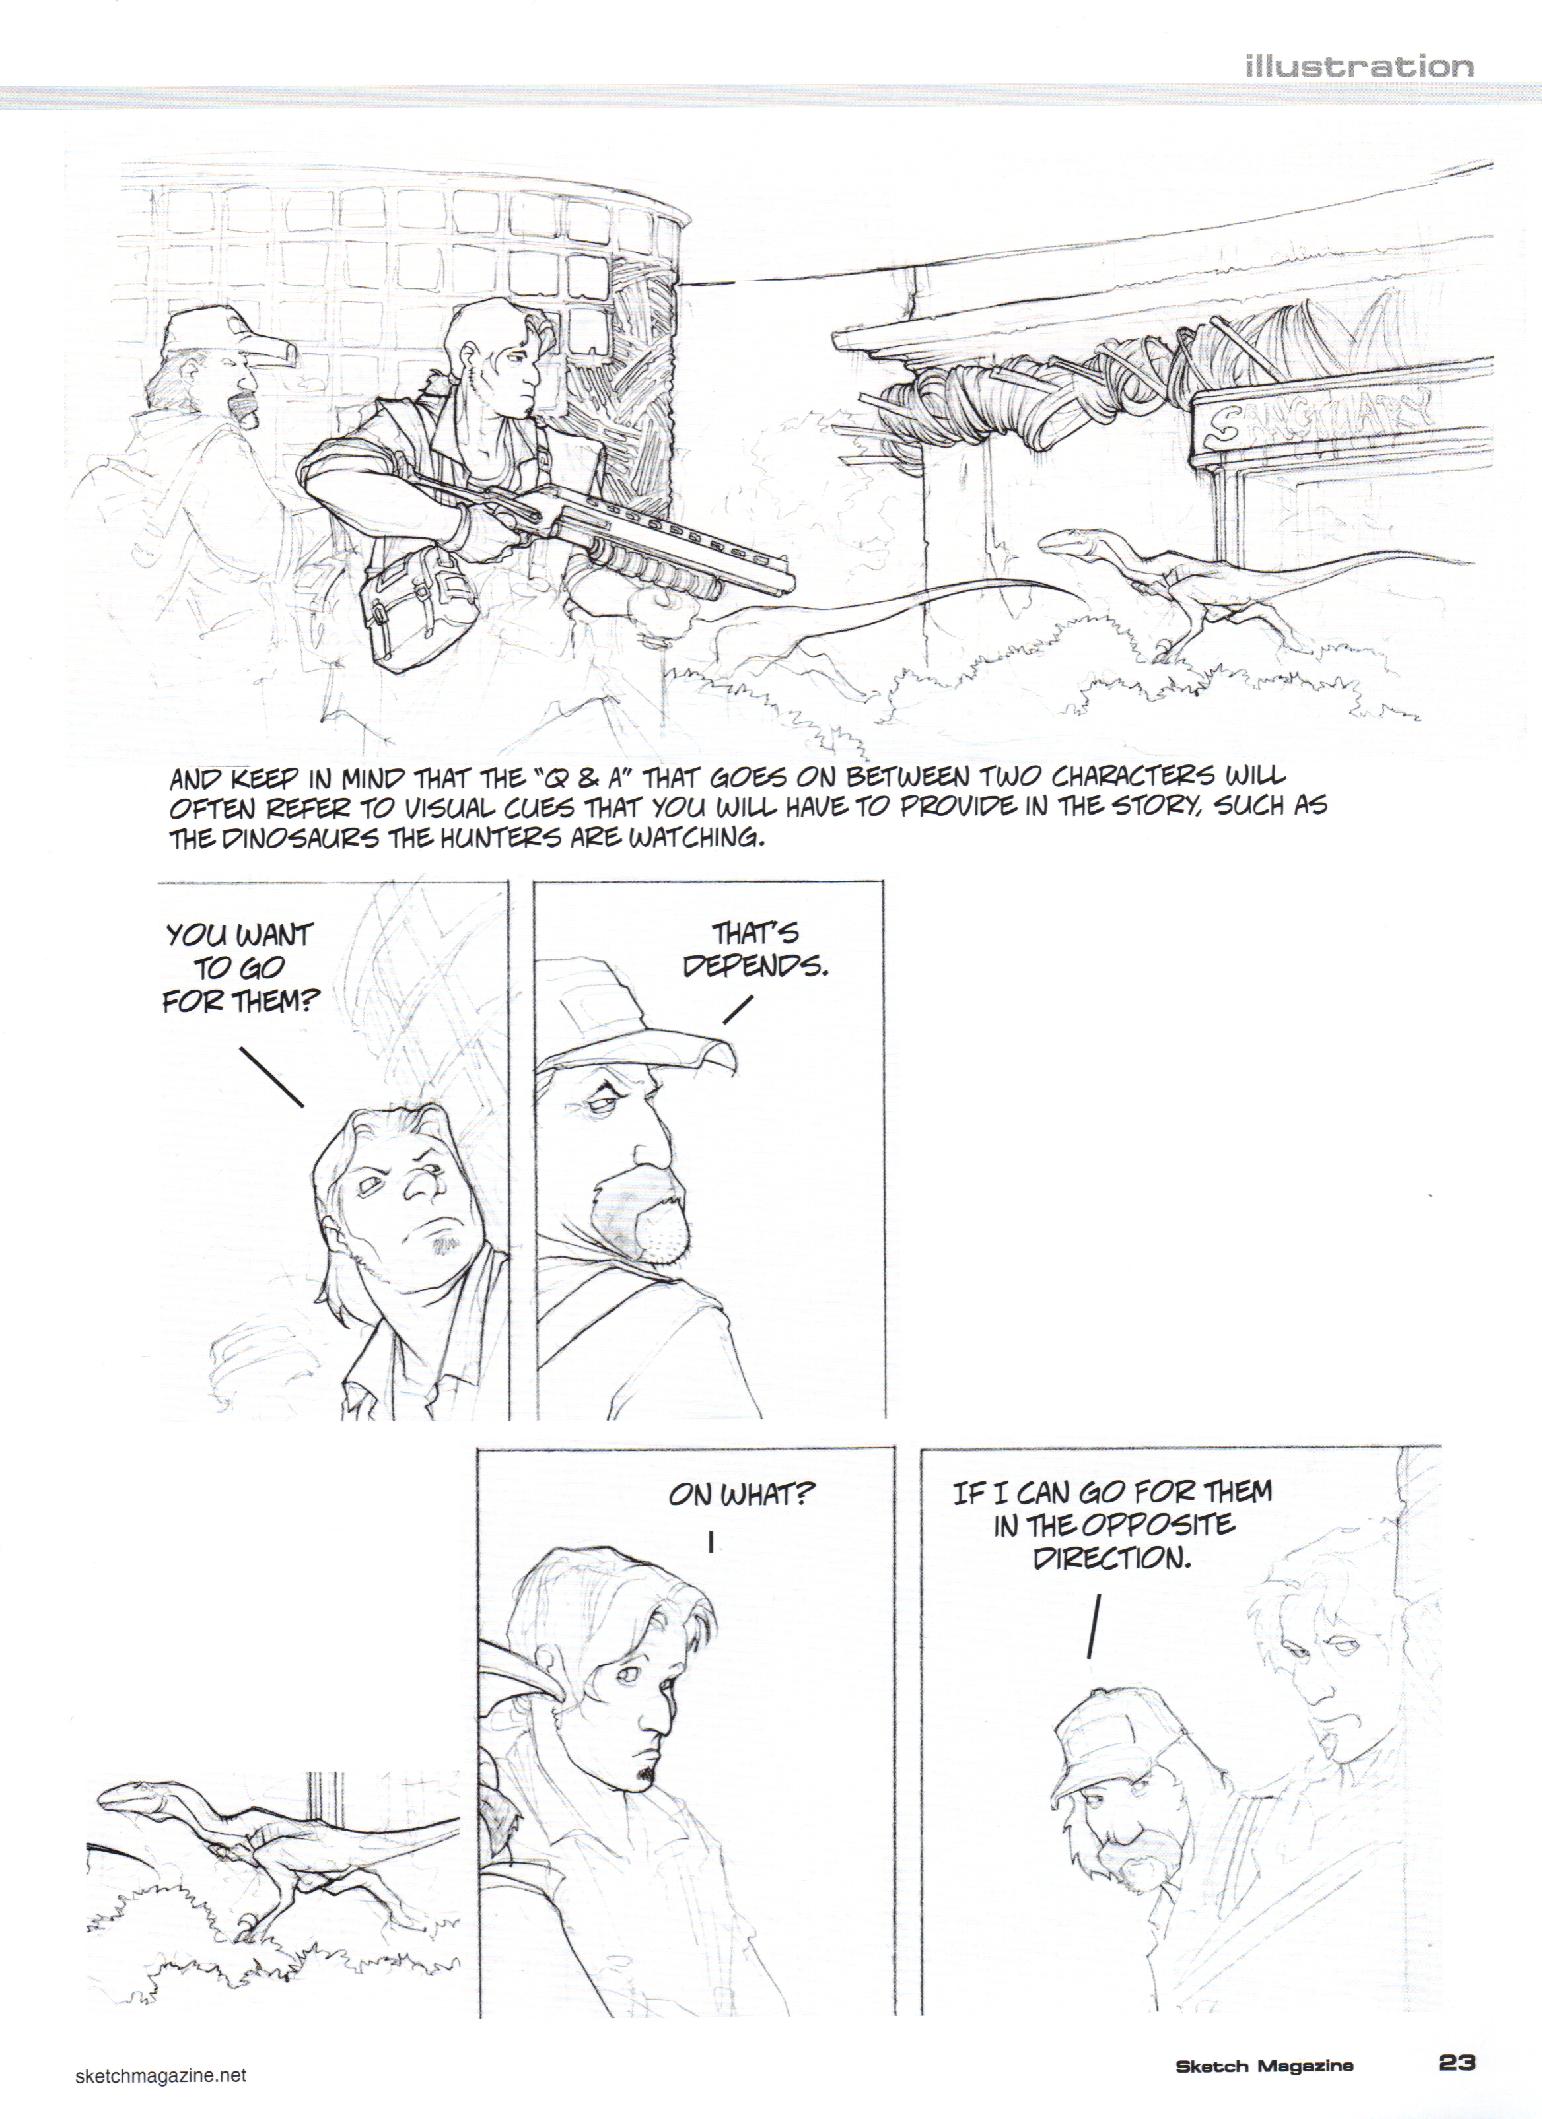 illustration
SANCTUARY
AND KEEP IN MIND THAT THE "Q & A" THAT GOES ON BETWEEN TWO CHARACTERS WILL
OFTEN REFER TO VISUAL CUES THAT YOU WILL HAVE TO PROVIDE IN THE STORY, SUCH AS
THE DINOSAURS THE HUNTERS ARE WATCHING.
YOU WANT
TO GO
FOR THEM?
THAT'S
DEPENDS.
ON WHAT?
IF I CAN GO FOR THEM
IN THE OPPOSITE
DIRECTION.
sketchmagazine.net
Sketch Magazine
23